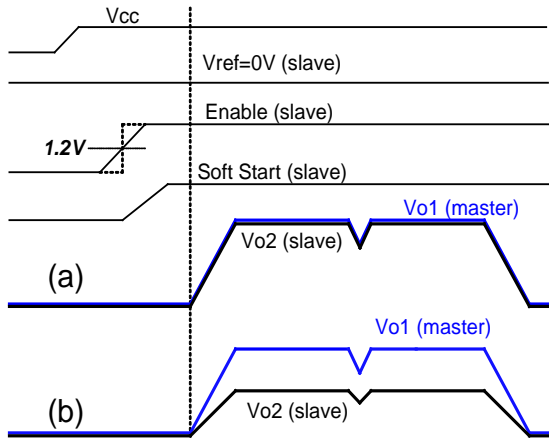 Vcc
Vref=0V (slave)
Enable (slave)
1.2V
Soft Start (slave)
Vo1 (master)
Vo2 (slave)
(a)
Vo1 (master)
(b)
Vo2 (slave)